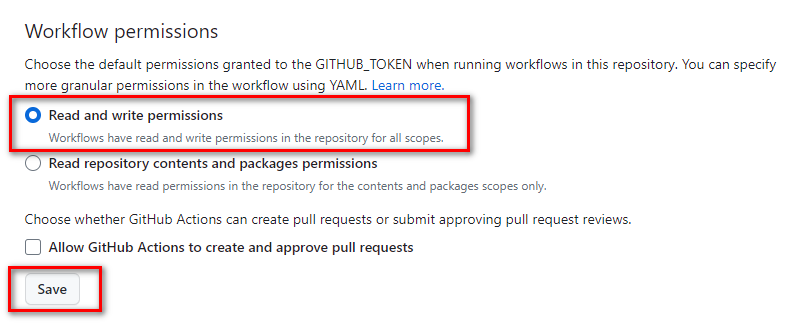 Workflow permissions
Choose the default permissions granted to the GITHUB_TOKEN when running workflows in this repository. You can specify
more granular permissions in the workflow using YAML. Learn more.
Read and write permissions
Workflows have read and write permissions in the repository for all scopes.
Read repository contents and packages permissions
Workflows have read permissions in the repository for the contents and packages scopes only.
Choose whether GitHub Actions can create pull requests or submit approving pull request reviews.
Allow GitHub Actions to create and approve pull requests
Save